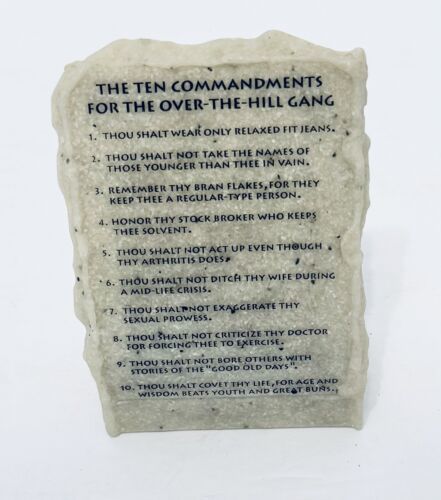 THE TEN COMMANDMENTS
FOR THE OVER-THE-HILL GANG
1. THOU SHALT WEAR ONLY RELAXED FIT JEANS.
2. THOU SHALT NOT TAKE THE NAMES OF
THOSE YOUNGER THAN THEE IN VAIN.
3. REMEMBER THY BRAN FLAKES, FOR THEY
KEEP THEE A REGULAR-TYPE PERSON.
4. HONOR THY STOCK BROKER WHO KEEPS
THEE SOLVENT.
5. THOU SHALT NOT ACT UP EVEN THOUGH
THY ARTHRITIS DOES.
6. THOU SHALT NOT DITCH THY WIFE DURING
A MID-LIFE CRISIS.
7. THOU SHALT NOT EXAGGERATE THY
SEXUAL PROWESS.
8. THOU SHALT NOT CRITICIZE THY DOCTOR
FOR FORCING THEE TO EXERCISE.
9. THOU SHALT NOT BORE OTHERS WITH
STORIES OF THE "GOOD OLD DAYS".
10. THOU SHALT COVET THY LIFE, FOR AGE AND
WISDOM BEATS YOUTH AND GREAT BUNS.